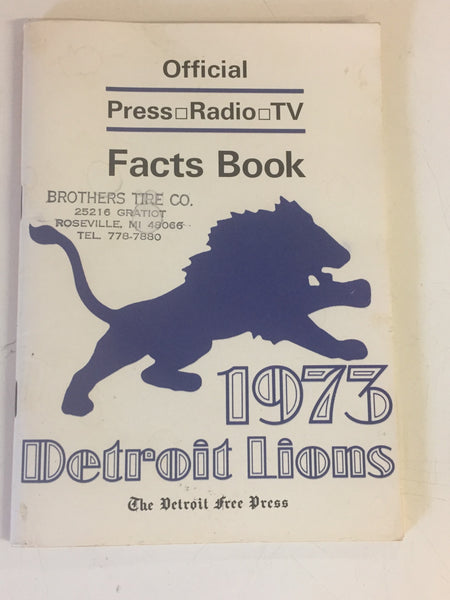 Official
Press□Radio□TV
Facts Book
BROTHERS TIRE CO.
25216 GRATIOT
ROSEVILLE, MI 48066
TEL. 778-7880
1973
Detroit Lions
The Detroit Free Press